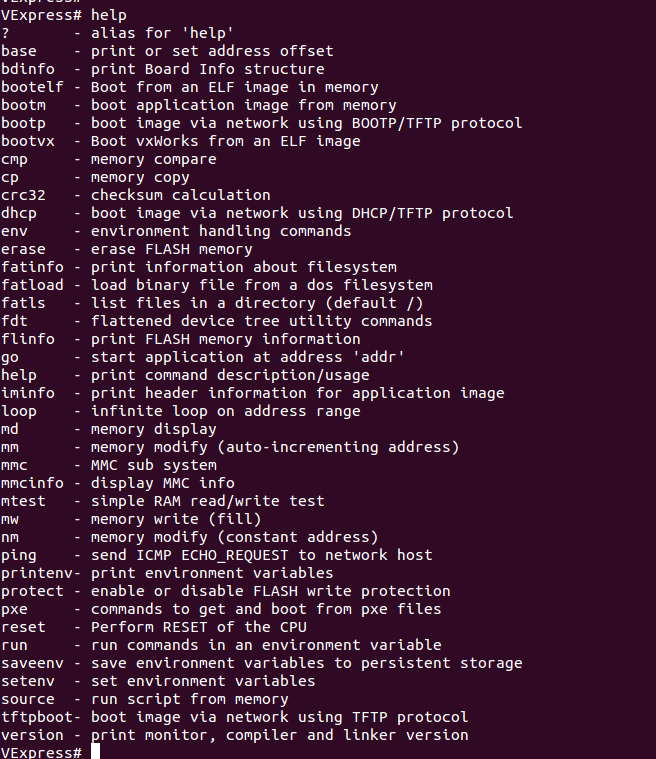 VExpress#
VExpress# help
?       - alias for 'help'
base    - print or set address offset
bdinfo  - print Board Info structure
bootelf - Boot from an ELF image in memory
bootm   - boot application image from memory
bootp   - boot image via network using BOOTP/TFTP protocol
bootvx  - Boot vxWorks from an ELF image
cmp     - memory compare
cp      - memory copy
crc32   - checksum calculation
dhcp    - boot image via network using DHCP/TFTP protocol
env     - environment handling commands
erase   - erase FLASH memory
fatinfo - print information about filesystem
fatload - load binary file from a dos filesystem
fatls   - list files in a directory (default /)
fdt     - flattened device tree utility commands
flinfo  - print FLASH memory information
go      - start application at address 'addr'
help    - print command description/usage
iminfo  - print header information for application image
loop    - infinite loop on address range
md      - memory display
mm      - memory modify (auto-incrementing address)
mmc     - MMC sub system
mmcinfo - display MMC info
mtest   - simple RAM read/write test
mw      - memory write (fill)
nm      - memory modify (constant address)
ping    - send ICMP ECHO_REQUEST to network host
printenv- print environment variables
protect - enable or disable FLASH write protection
pxe     - commands to get and boot from pxe files
reset   - Perform RESET of the CPU
run     - run commands in an environment variable
saveenv - save environment variables to persistent storage
setenv  - set environment variables
source  - run script from memory
tftpboot- boot image via network using TFTP protocol
version - print monitor, compiler and linker version
VExpress#